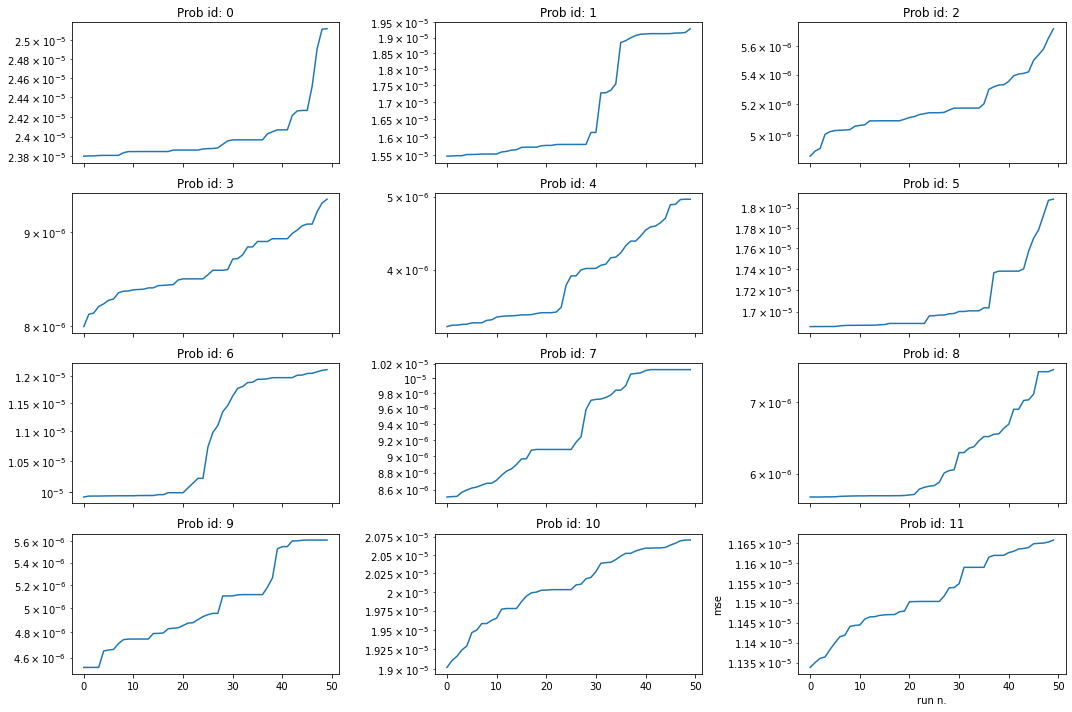 Prob id: 0
2.5 × 10⁻⁵
2.48 × 10⁻⁵
2.46 × 10⁻⁵
2.44 × 10⁻⁵
2.42 × 10⁻⁵
2.4 × 10⁻⁵
2.38 × 10⁻⁵
Prob id: 1
1.95 × 10⁻⁵
1.9 × 10⁻⁵
1.85 × 10⁻⁵
1.8 × 10⁻⁵
1.75 × 10⁻⁵
1.7 × 10⁻⁵
1.65 × 10⁻⁵
1.6 × 10⁻⁵
1.55 × 10⁻⁵
Prob id: 2
5.6 × 10⁻⁶
5.4 × 10⁻⁶
5.2 × 10⁻⁶
5 × 10⁻⁶
Prob id: 3
9 × 10⁻⁶
8 × 10⁻⁶
Prob id: 4
5 × 10⁻⁶
4 × 10⁻⁶
Prob id: 5
1.8 × 10⁻⁵
1.78 × 10⁻⁵
1.76 × 10⁻⁵
1.74 × 10⁻⁵
1.72 × 10⁻⁵
1.7 × 10⁻⁵
Prob id: 6
1.2 × 10⁻⁵
1.15 × 10⁻⁵
1.1 × 10⁻⁵
1.05 × 10⁻⁵
10⁻⁵
Prob id: 7
1.02 × 10⁻⁵
10⁻⁵
9.8 × 10⁻⁶
9.6 × 10⁻⁶
9.4 × 10⁻⁶
9.2 × 10⁻⁶
9 × 10⁻⁶
8.8 × 10⁻⁶
8.6 × 10⁻⁶
Prob id: 8
7 × 10⁻⁶
6 × 10⁻⁶
Prob id: 9
5.6 × 10⁻⁶
5.4 × 10⁻⁶
5.2 × 10⁻⁶
5 × 10⁻⁶
4.8 × 10⁻⁶
4.6 × 10⁻⁶
0 10 20 30 40 50
Prob id: 10
2.075 × 10⁻⁵
2.05 × 10⁻⁵
2.025 × 10⁻⁵
2 × 10⁻⁵
1.975 × 10⁻⁵
1.95 × 10⁻⁵
1.925 × 10⁻⁵
1.9 × 10⁻⁵
0 10 20 30 40 50
Prob id: 11
mse
1.165 × 10⁻⁵
1.16 × 10⁻⁵
1.155 × 10⁻⁵
1.15 × 10⁻⁵
1.145 × 10⁻⁵
1.14 × 10⁻⁵
1.135 × 10⁻⁵
0 10 20 30 40 50
run n.